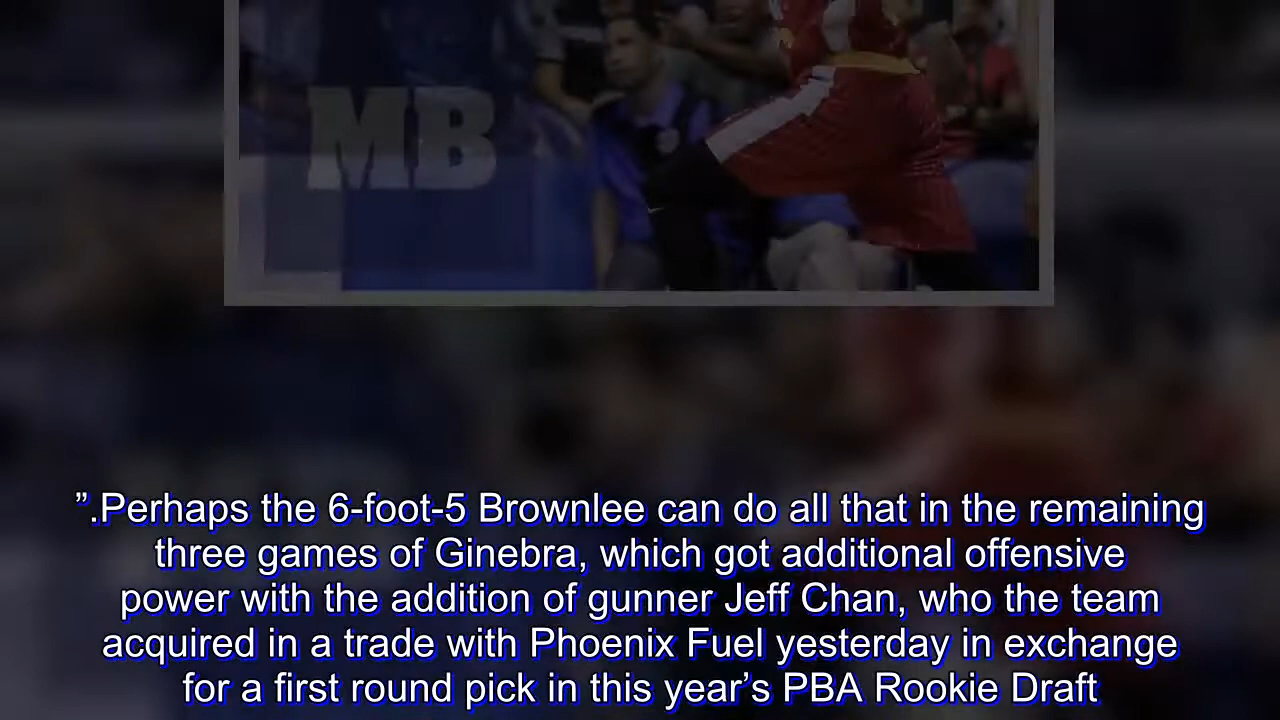 MB
”.Perhaps the 6-foot-5 Brownlee can do all that in the remaining
three games of Ginebra, which got additional offensive
power with the addition of gunner Jeff Chan, who the team
acquired in a trade with Phoenix Fuel yesterday in exchange
for a first round pick in this year’s PBA Rookie Draft